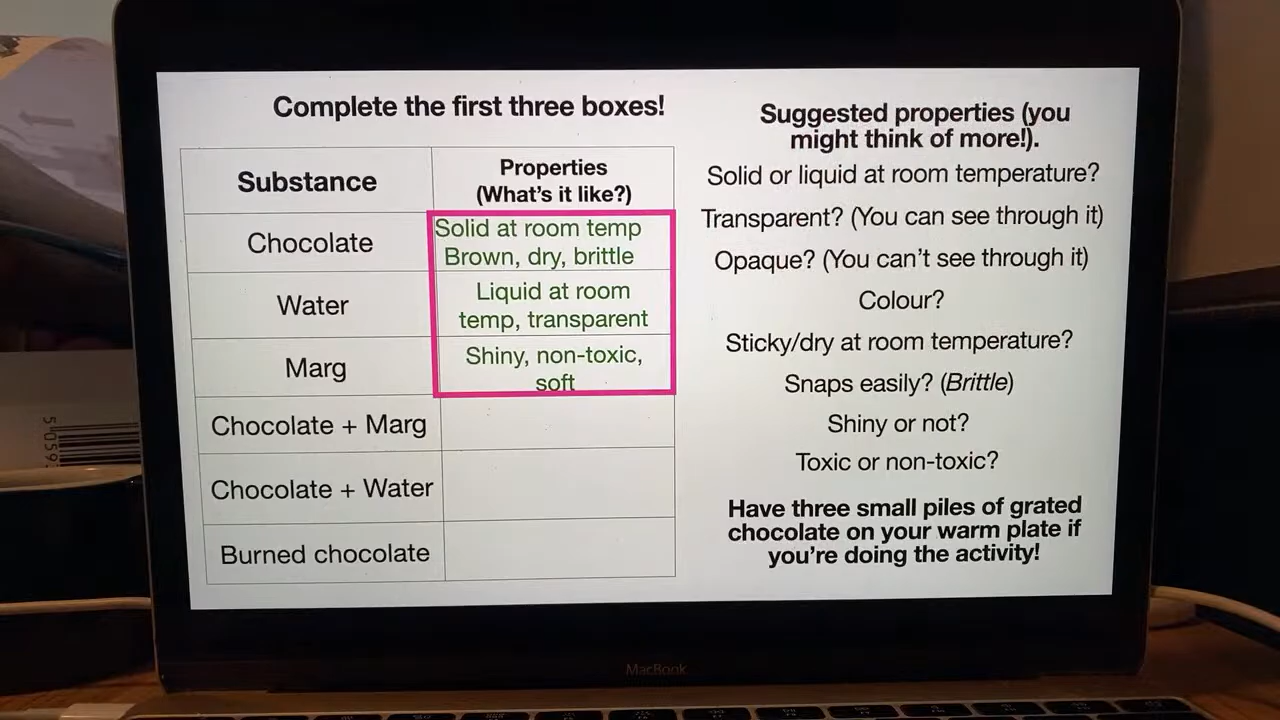 Complete the first three boxes!
Substance
Properties
(What's it like?)
Chocolate
Solid at room temp
Brown, dry, brittle
Water
Liquid at room
temp, transparent
Marg
Shiny, non-toxic,
soft
Chocolate + Marg
Chocolate + Water
Burned chocolate
Suggested properties (you
might think of more!).
Solid or liquid at room temperature?
Transparent? (You can see through it)
Opaque? (You can't see through it)
Colour?
Sticky/dry at room temperature?
Snaps easily? (Brittle)
Shiny or not?
Toxic or non-toxic?
Have three small piles of grated
chocolate on your warm plate if
you're doing the activity!
MacBook